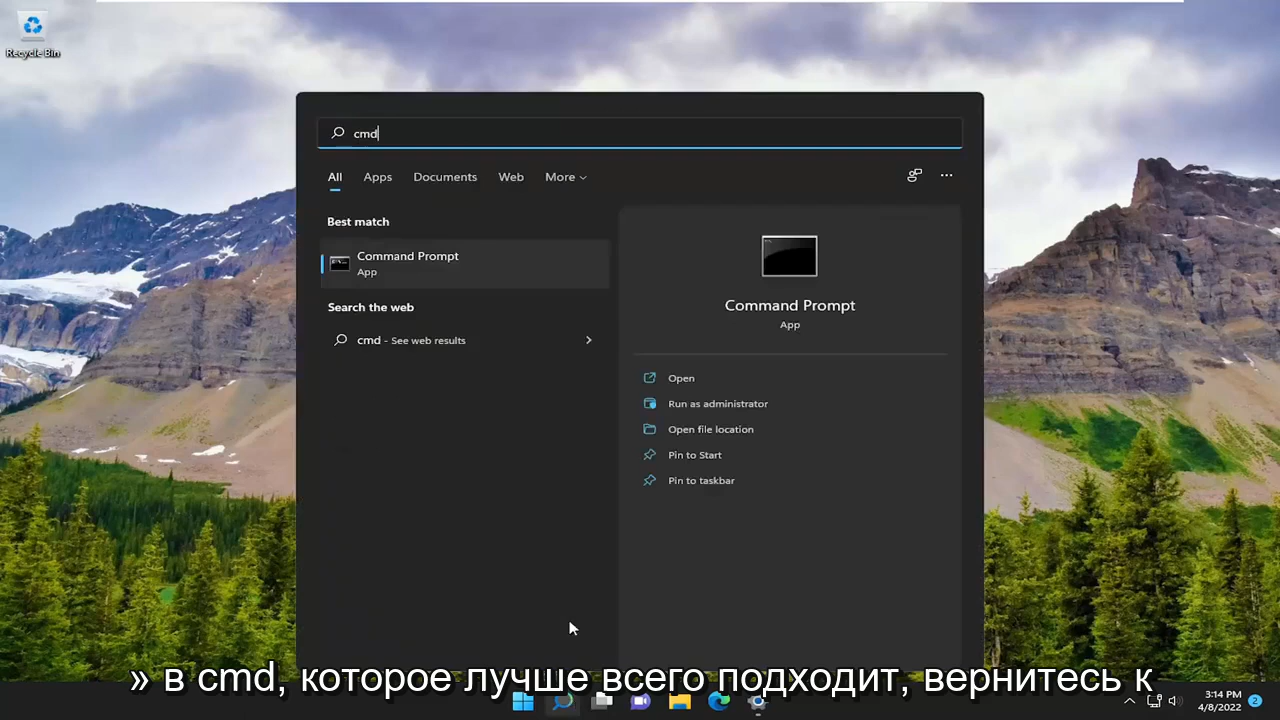 Recycle Bin
cmd
All Apps Documents Web More
Best match
Command Prompt
App
Search the web
cmd - See web results
Command Prompt
App
Open
Run as administrator
Open file location
Pin to Start
Pin to taskbar
» в cmd, которое лучше всего подходит, вернитесь к
3:14 PM
4/8/2022
2